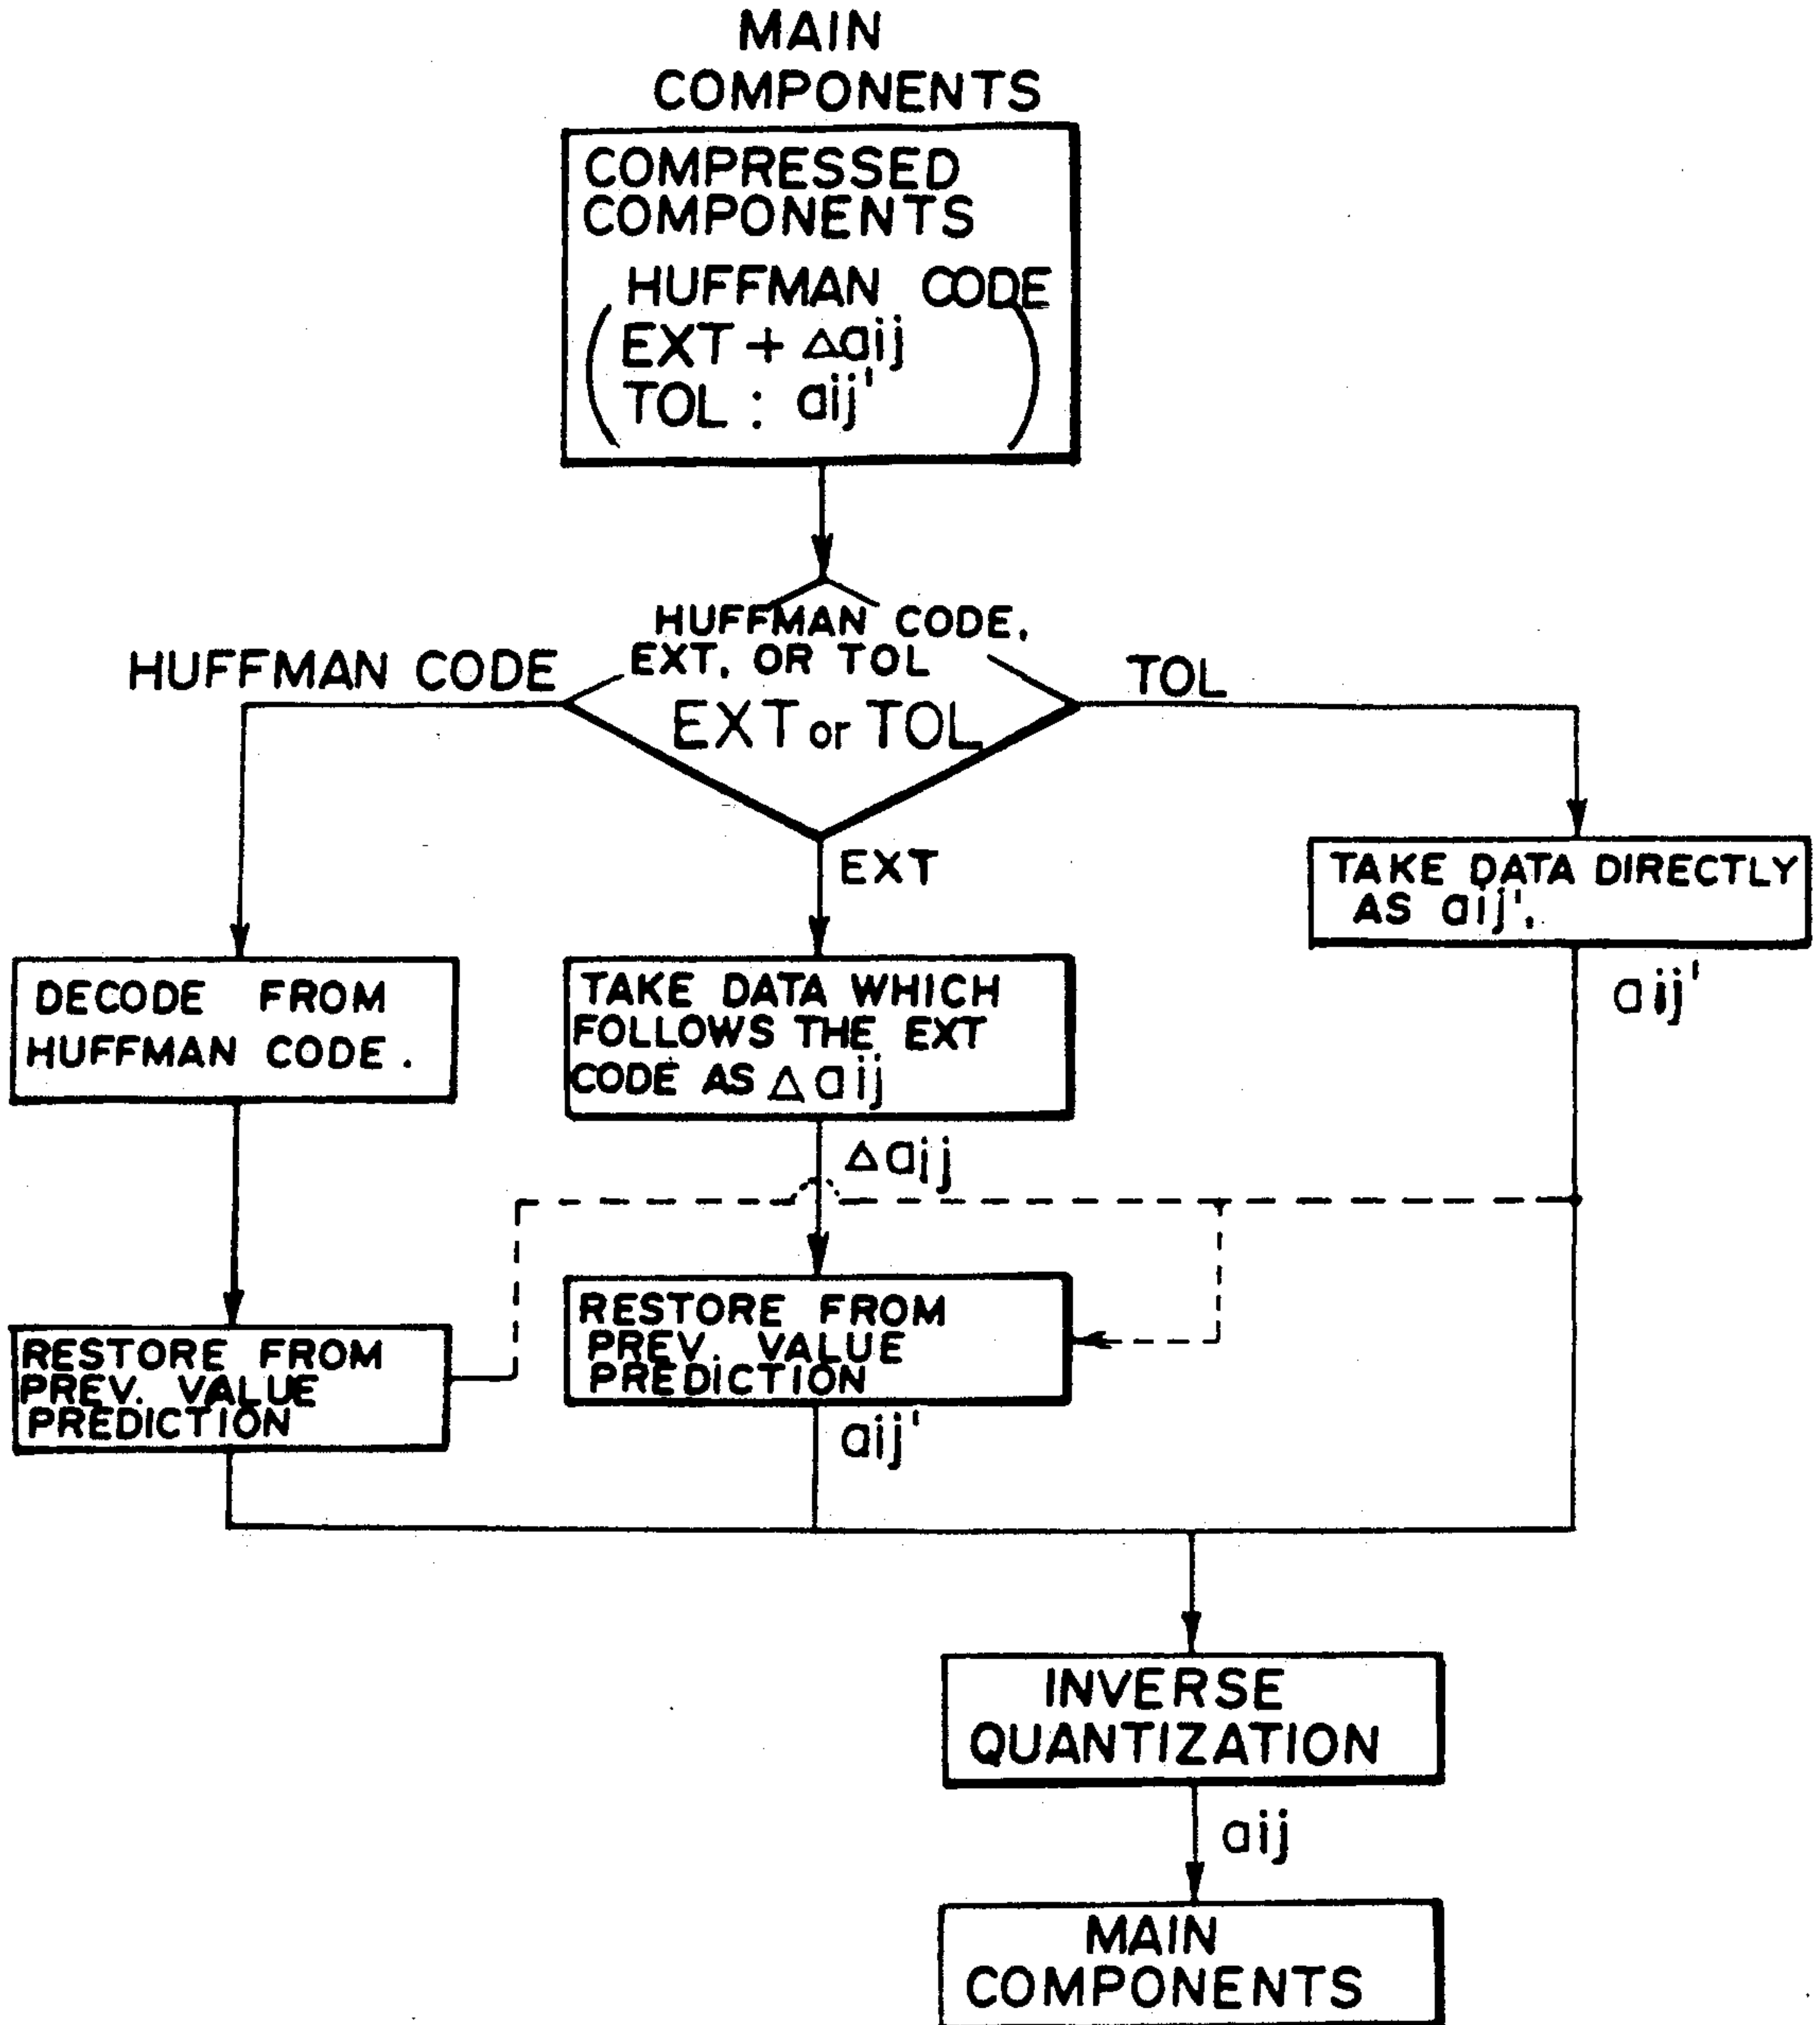 MAIN
COMPONENTS
COMPRESSED
COMPONENTS
HUFFMAN CODE
EXT + Δaij
TOL : aij'
HUFFMAN CODE,
EXT, OR TOL
EXT or TOL
HUFFMAN CODE
TOL
EXT
TAKE DATA DIRECTLY
AS aij'.
aij'
DECODE FROM
HUFFMAN CODE.
TAKE DATA WHICH
FOLLOWS THE EXT
CODE AS Δaij
Δaij
RESTORE FROM
PREV. VALUE
PREDICTION
RESTORE FROM
PREV. VALUE
PREDICTION
aij'
INVERSE
QUANTIZATION
aij
MAIN
COMPONENTS